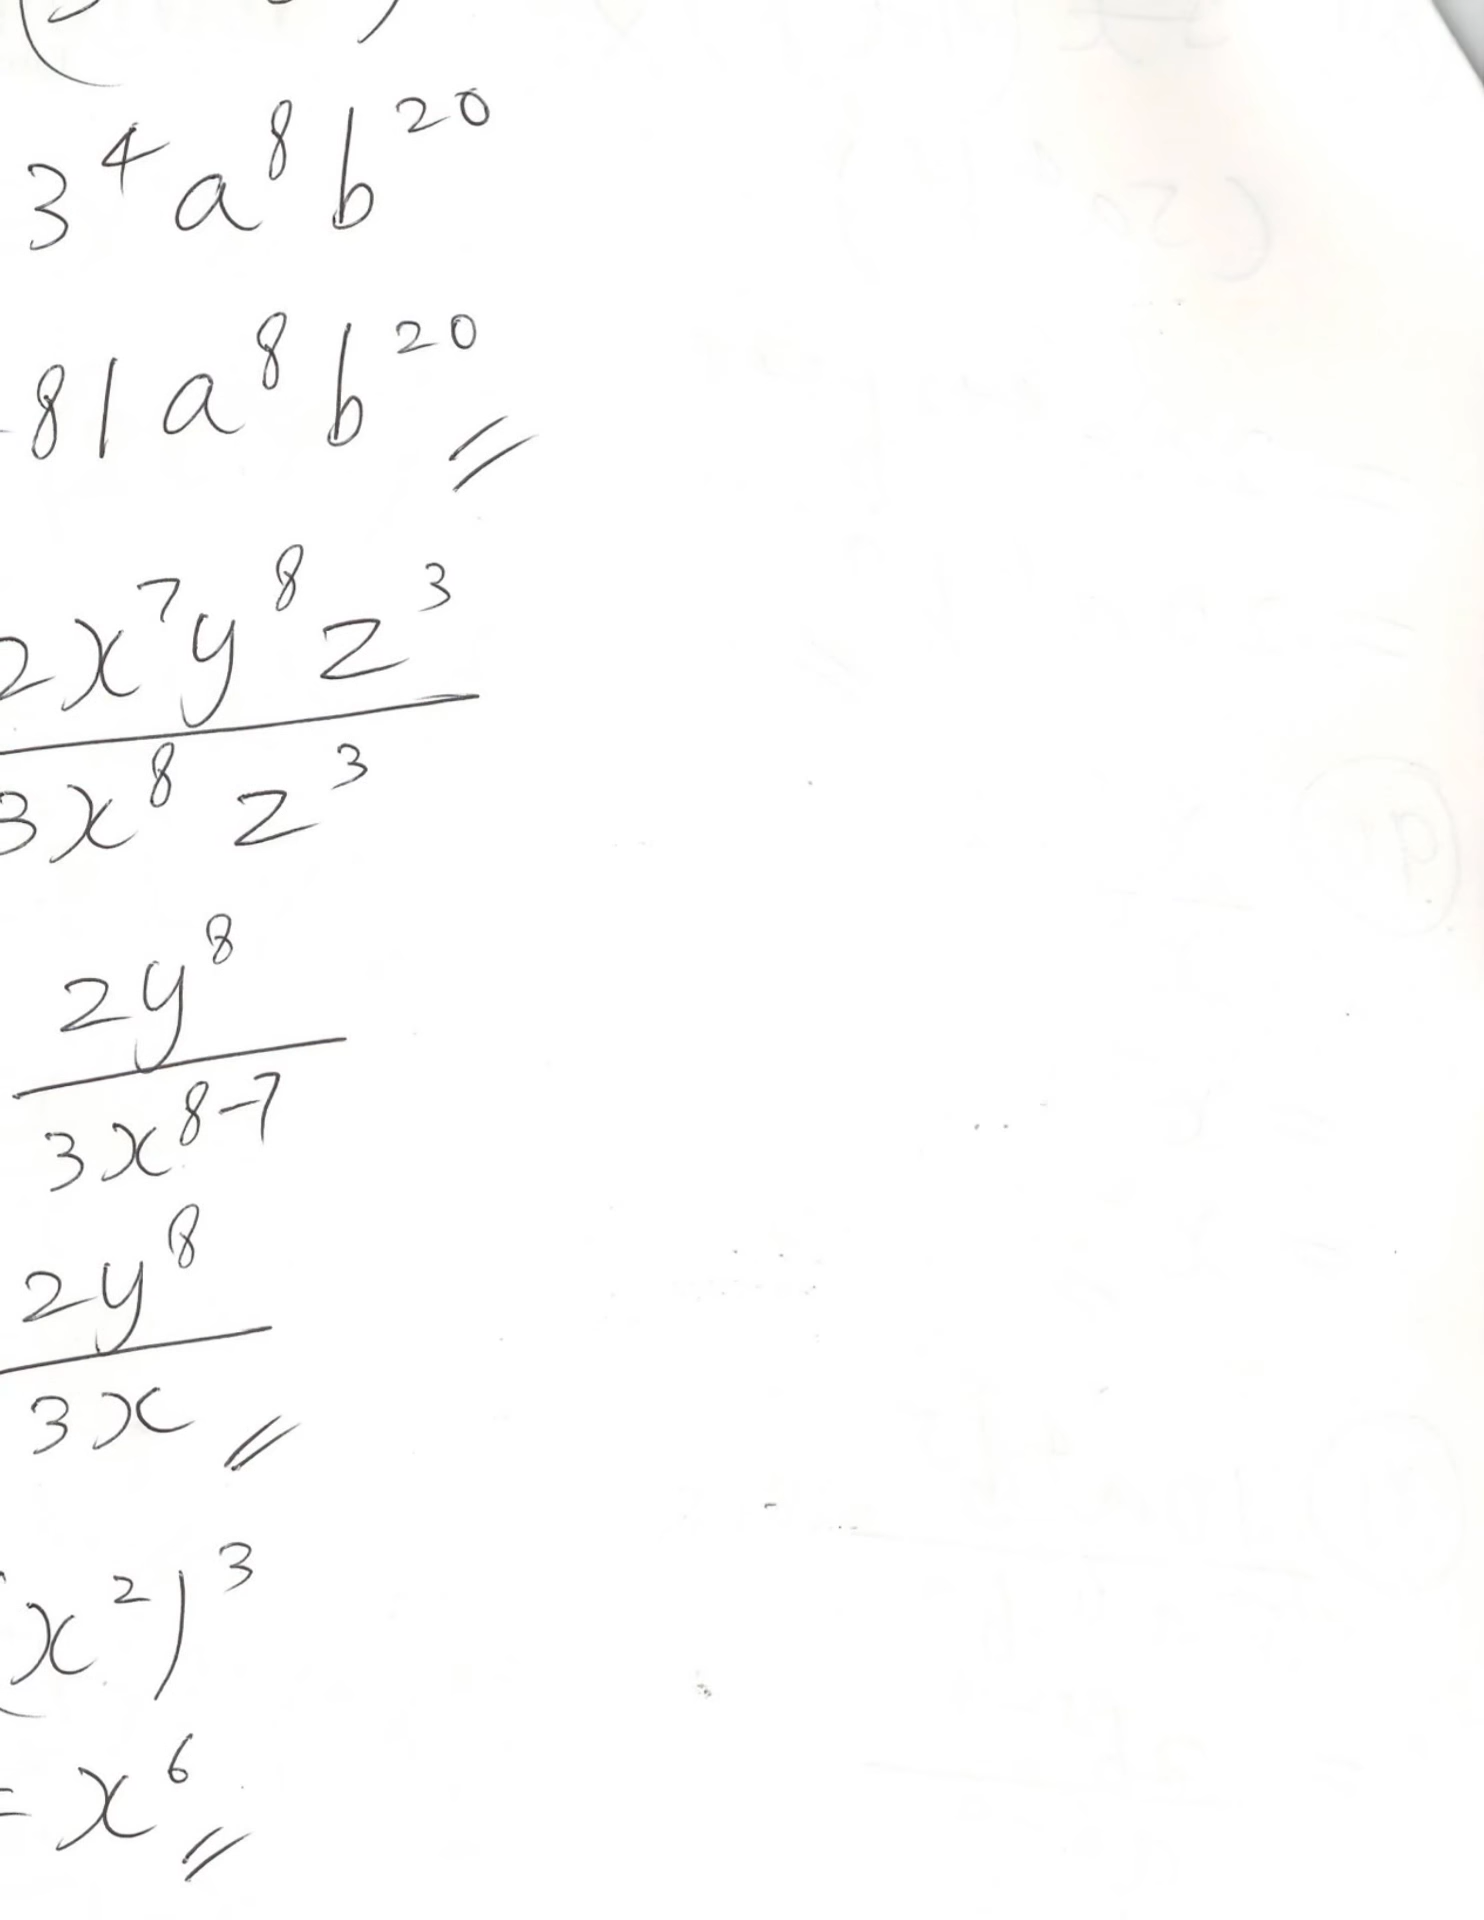 3⁴a⁸b²⁰
81a⁸b²⁰
2x⁷y⁸z³
3x⁸z³
2y⁸
3x⁸⁻⁷
2y⁸
3x
x²)³
= x⁶